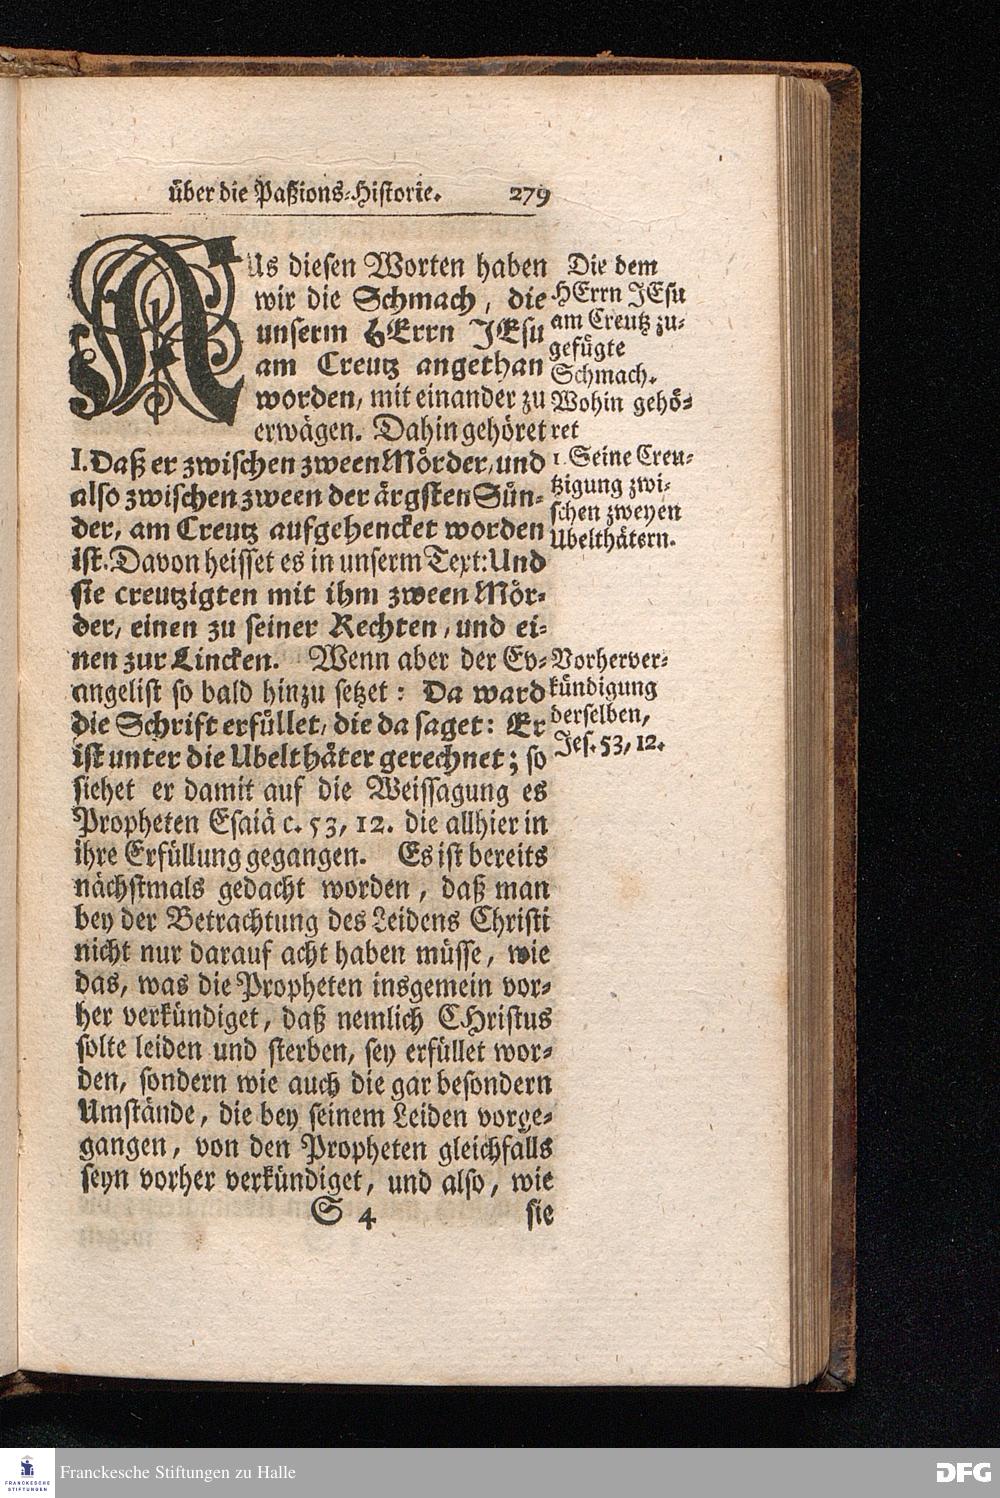 über die Paßions-Historie. 279
AUs diesen Worten haben
wir die Schmach, die
unserm HErrn JEsu
am Creutz angethan
worden, mit einander zu
erwägen. Dahin gehöret
I. Daß er zwischen zween Mörder, und
also zwischen zween der ärgsten Sün-
der, am Creutz aufgehencket worden
ist. Davon heisset es in unserm Text: Und
sie creutzigten mit ihm zween Mör-
der, einen zu seiner Rechten, und ei-
nen zur Lincken. Wenn aber der Ev-
angelist so bald hinzu setzet: Da ward
die Schrift erfüllet, die da saget: Er
ist unter die Ubelthäter gerechnet; so
siehet er damit auf die Weissagung es
Propheten Esaiä c. 53, 12. die allhier in
ihre Erfüllung gegangen. Es ist bereits
nächstmals gedacht worden, daß man
bey der Betrachtung des Leidens Christi
nicht nur darauf acht haben müsse, wie
das, was die Propheten insgemein vor-
her verkündiget, daß nemlich CHristus
solte leiden und sterben, sey erfüllet wor-
den, sondern wie auch die gar besondern
Umstände, die bey seinem Leiden vorge-
gangen, von den Propheten gleichfalls
seyn vorher verkündiget, und also, wie
S 4 sie
Die dem
HErrn JEsu
am Creutz zu-
gefügte
Schmach.
Wohin gehö-
ret
1. Seine Creu-
tzigung zwi-
schen zweyen
Ubelthätern.
Vorherver-
kündigung
derselben,
Jes. 53, 12.
FRANCKESCHE
STIFTUNGEN
Franckesche Stiftungen zu Halle
DFG